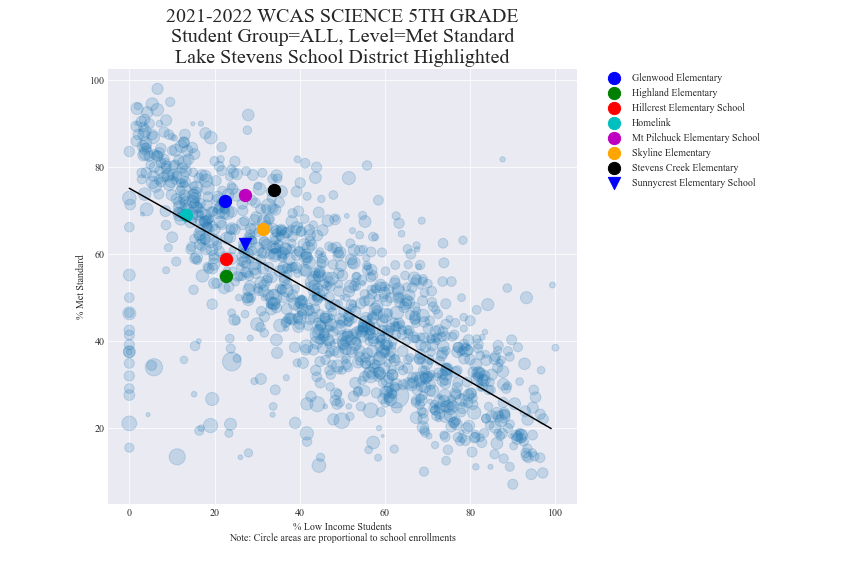 2021-2022 WCAS SCIENCE 5TH GRADE
Student Group=ALL, Level=Met Standard
Lake Stevens School District Highlighted
100
80
60
40
20
% Met Standard
0 20 40 60 80 100
% Low Income Students
Note: Circle areas are proportional to school enrollments
Glenwood Elementary
Highland Elementary
Hillcrest Elementary School
Homelink
Mt Pilchuck Elementary School
Skyline Elementary
Stevens Creek Elementary
Sunnycrest Elementary School